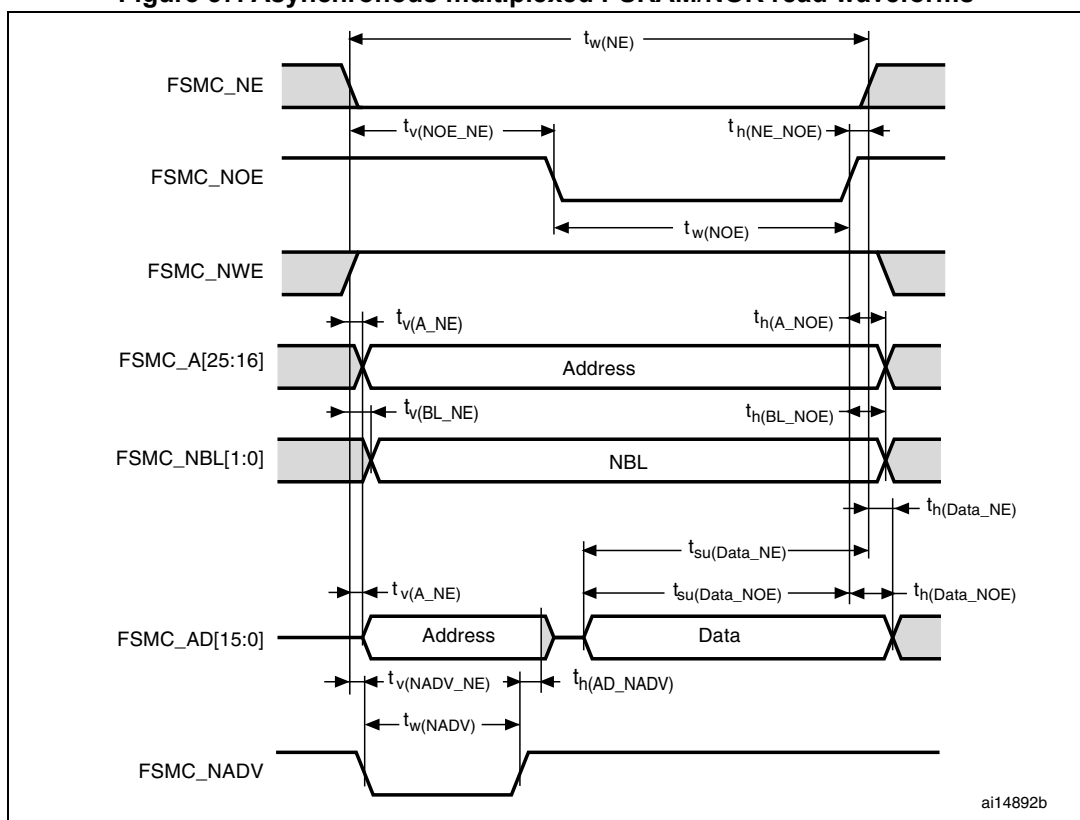 Figure 57. Asynchronous multiplexed PSRAM/NOR read waveforms
tw(NE)
FSMC_NE
tv(NOE_NE)
th(NE_NOE)
FSMC_NOE
tw(NOE)
FSMC_NWE
tv(A_NE)
th(A_NOE)
FSMC_A[25:16]
Address
tv(BL_NE)
th(BL_NOE)
FSMC_NBL[1:0]
NBL
th(Data_NE)
tsu(Data_NE)
tv(A_NE)
tsu(Data_NOE)
th(Data_NOE)
FSMC_AD[15:0]
Address
Data
tv(NADV_NE)
th(AD_NADV)
tw(NADV)
FSMC_NADV
ai14892b